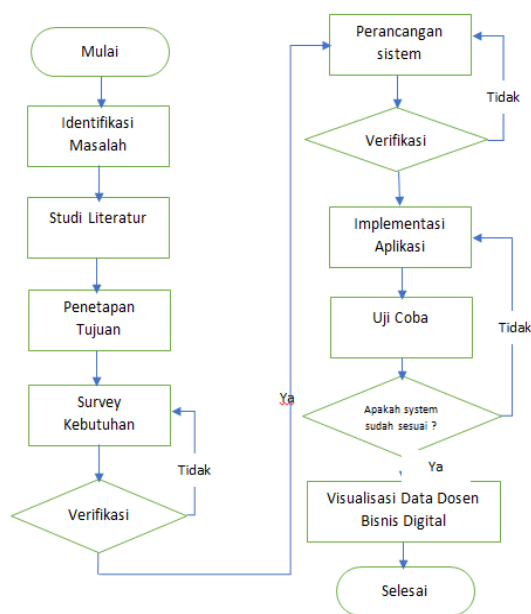 Mulai
Identifikasi
Masalah
Studi Literatur
Penetapan
Tujuan
Survey
Kebutuhan
Tidak
Verifikasi
Ya
Perancangan
sistem
Tidak
Verifikasi
Implementasi
Aplikasi
Uji Coba
Tidak
Apakah system
sudah sesuai ?
Ya
Visualisasi Data Dosen
Bisnis Digital
Selesai